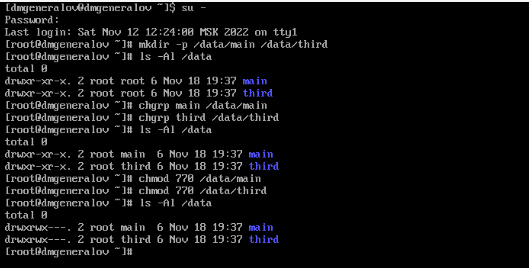 [dmgeneralov@dmgeneralov ~]$ su -
Password:
Last login: Sat Nov 12 12:24:00 MSK 2022 on tty1
[root@dmgeneralov ~]# mkdir -p /data/main /data/third
[root@dmgeneralov ~]# ls -Al /data
total 0
drwxr-xr-x. 2 root root 6 Nov 18 19:37 main
drwxr-xr-x. 2 root root 6 Nov 18 19:37 third
[root@dmgeneralov ~]# chgrp main /data/main
[root@dmgeneralov ~]# chgrp third /data/third
[root@dmgeneralov ~]# ls -Al /data
total 0
drwxr-xr-x. 2 root main  6 Nov 18 19:37 main
drwxr-xr-x. 2 root third 6 Nov 18 19:37 third
[root@dmgeneralov ~]# chmod 770 /data/main
[root@dmgeneralov ~]# chmod 770 /data/third
[root@dmgeneralov ~]# ls -Al /data
total 0
drwxrwx---. 2 root main  6 Nov 18 19:37 main
drwxrwx---. 2 root third 6 Nov 18 19:37 third
[root@dmgeneralov ~]#